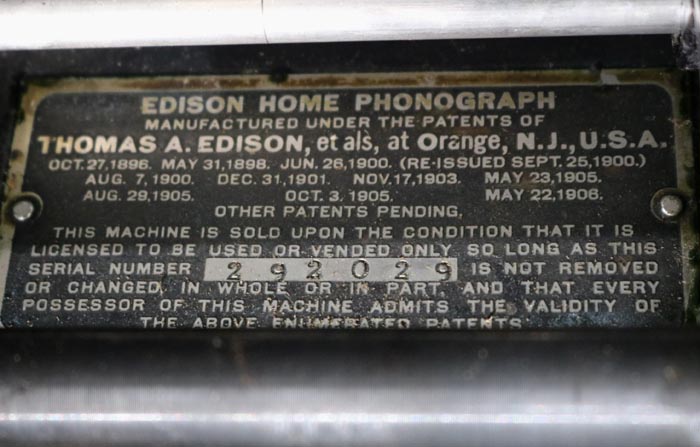 EDISON HOME PHONOGRAPH
MANUFACTURED UNDER THE PATENTS OF
THOMAS A. EDISON, et als, at Orange, N.J., U.S.A.
OCT. 27, 1896. MAY 31, 1898. JUN. 26, 1900. (RE-ISSUED SEPT. 25, 1900.)
AUG. 7, 1900. DEC. 31, 1901. NOV. 17, 1903. MAY 23, 1905.
AUG. 29, 1905. OCT. 3, 1905. MAY 22, 1906.
OTHER PATENTS PENDING.
THIS MACHINE IS SOLD UPON THE CONDITION THAT IT IS
LICENSED TO BE USED OR VENDED ONLY SO LONG AS THIS
SERIAL NUMBER 292029 IS NOT REMOVED
OR CHANGED IN WHOLE OR IN PART AND THAT EVERY
POSSESSOR OF THIS MACHINE ADMITS THE VALIDITY OF
THE ABOVE ENUMERATED PATENTS.